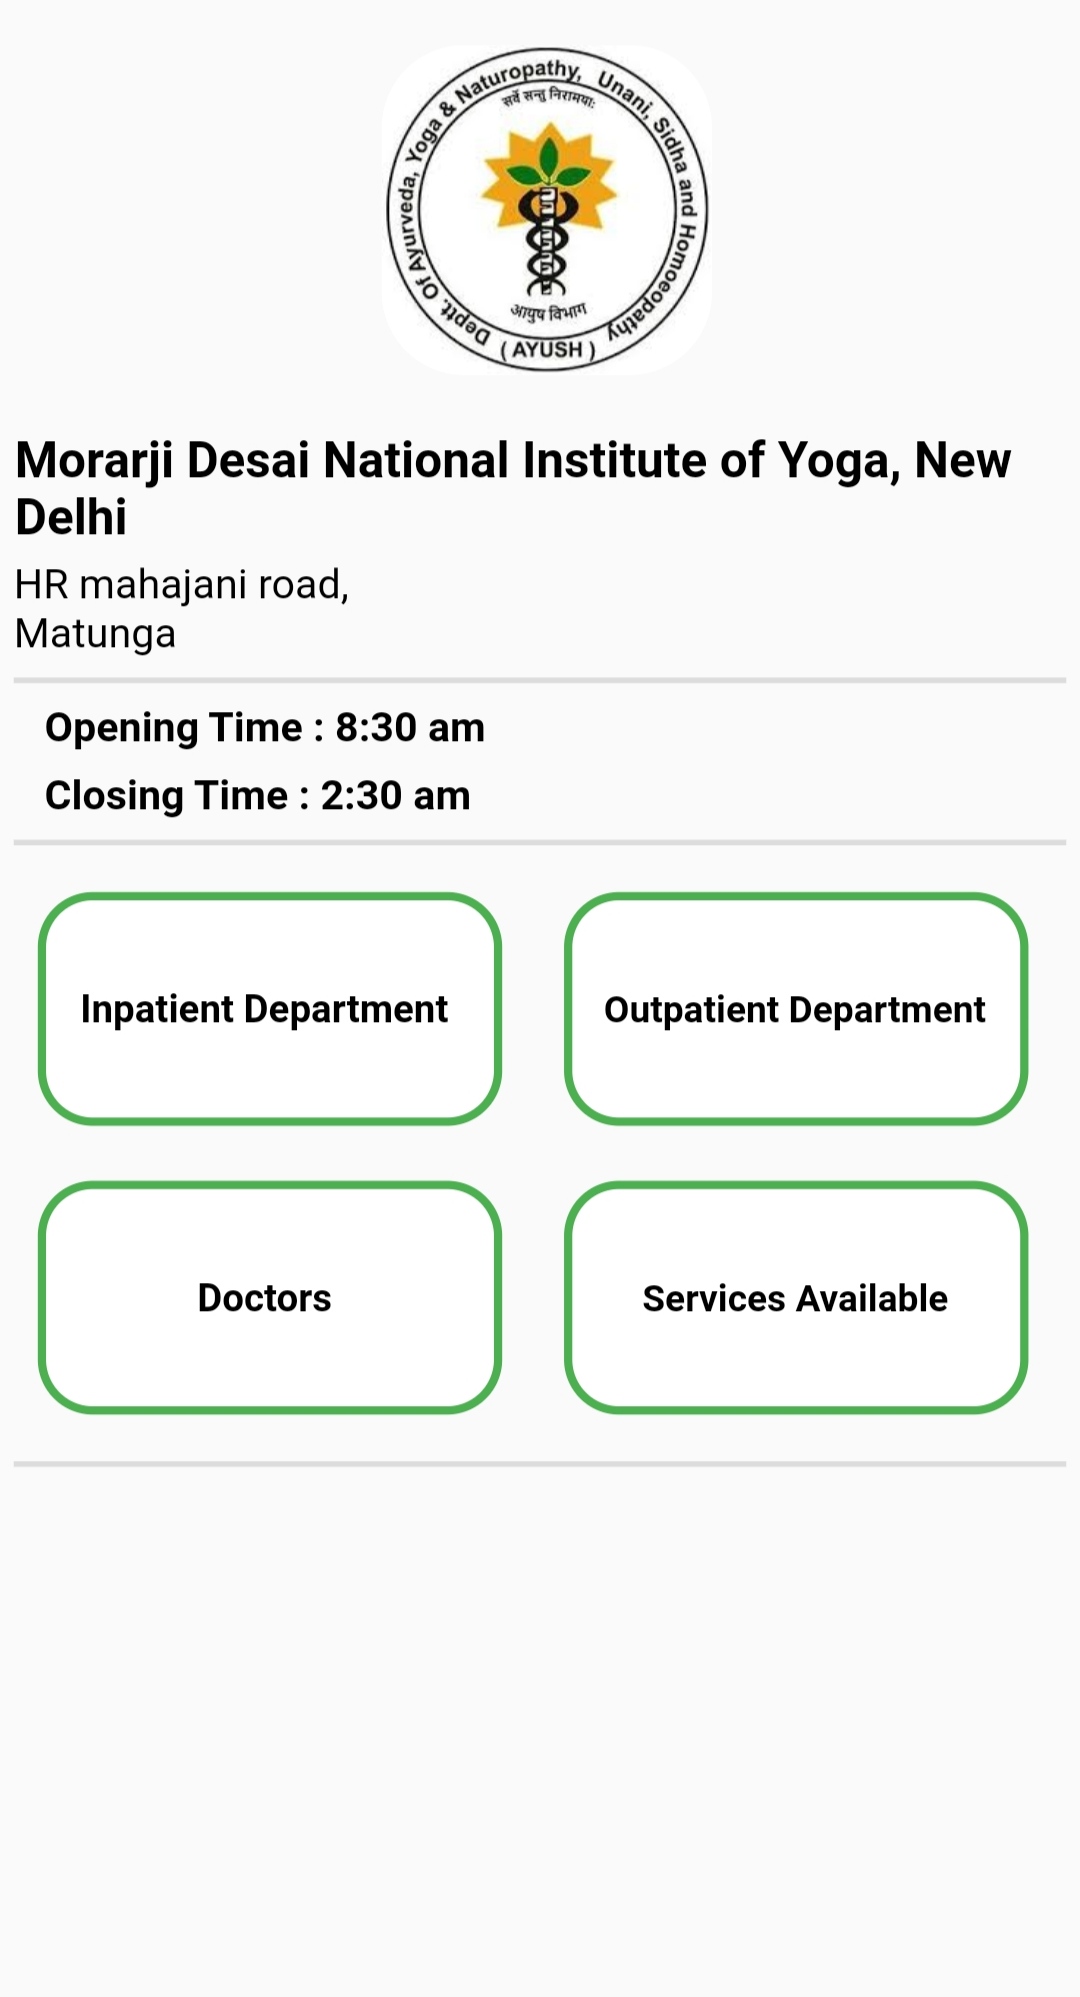 Deptt. Of Ayurveda, Yoga & Naturopathy, Unani, Sidha and Homoeopathy
सर्वे सन्तु निरामयाः
आयुष विभाग
( AYUSH )
Morarji Desai National Institute of Yoga, New
Delhi
HR mahajani road,
Matunga
Opening Time : 8:30 am
Closing Time : 2:30 am
Inpatient Department
Outpatient Department
Doctors
Services Available